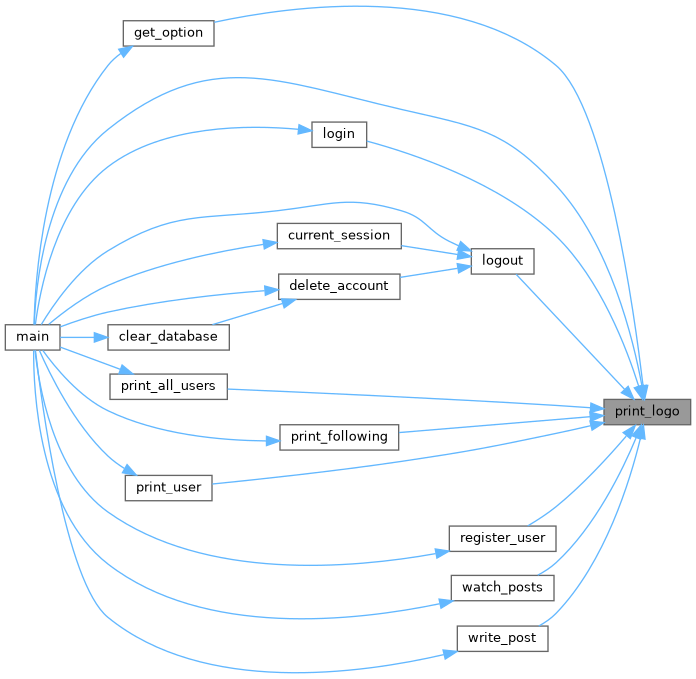 get_option
login
current_session
logout
delete_account
main
clear_database
print_all_users
print_logo
print_following
print_user
register_user
watch_posts
write_post